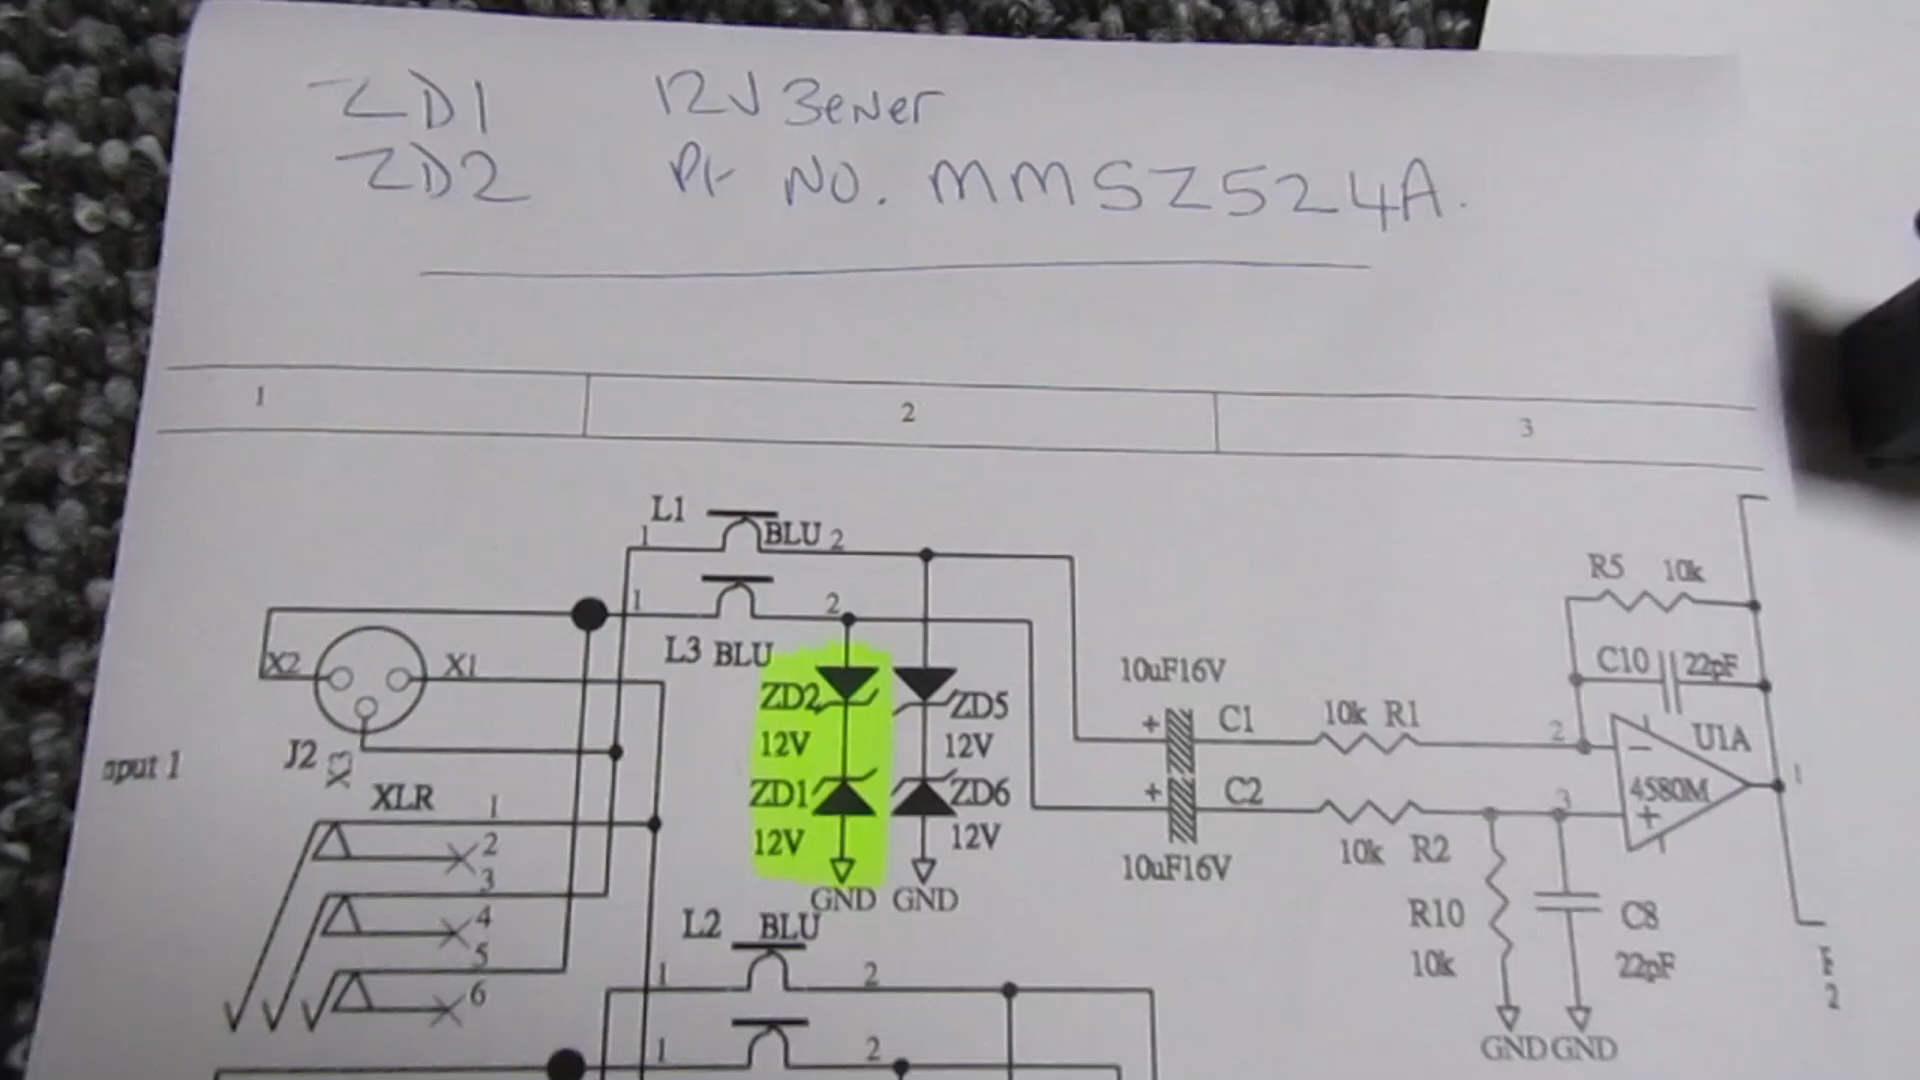 ZD1 12V Zener
ZD2 Pt No. MMSZ524A.
1 2 3
L1
1 BLU 2
1 2
L3 BLU
R5 10k
C10 22pF
X2 X1
ZD2 ZD5
12V 12V
10uF16V
+ C1 10k R1 2 − U1A
J2 X3
put 1
ZD1 ZD6
12V 12V
+ C2 3 4580M 1
+
XLR 1
2
3
4
5
6
10uF16V
10k R2
GND GND
R10 C8
10k 22pF
2
L2 BLU
1 2
GND GND
1 2